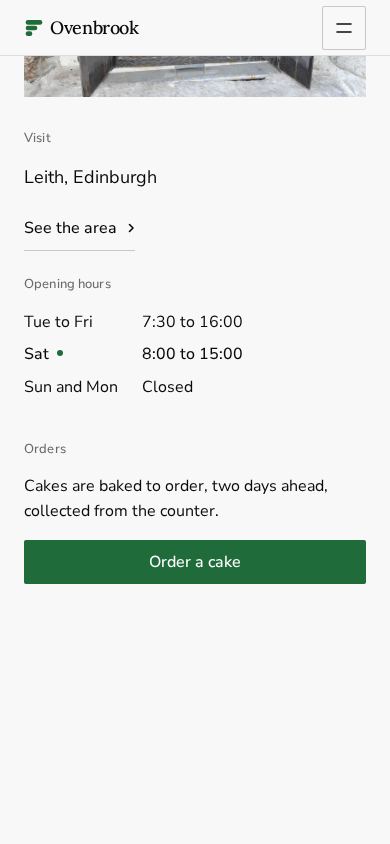 Ovenbrook
Visit
Leith, Edinburgh
See the area
Opening hours
Tue to Fri 7:30 to 16:00
Sat 8:00 to 15:00
Sun and Mon Closed
Orders
Cakes are baked to order, two days ahead,
collected from the counter.
Order a cake